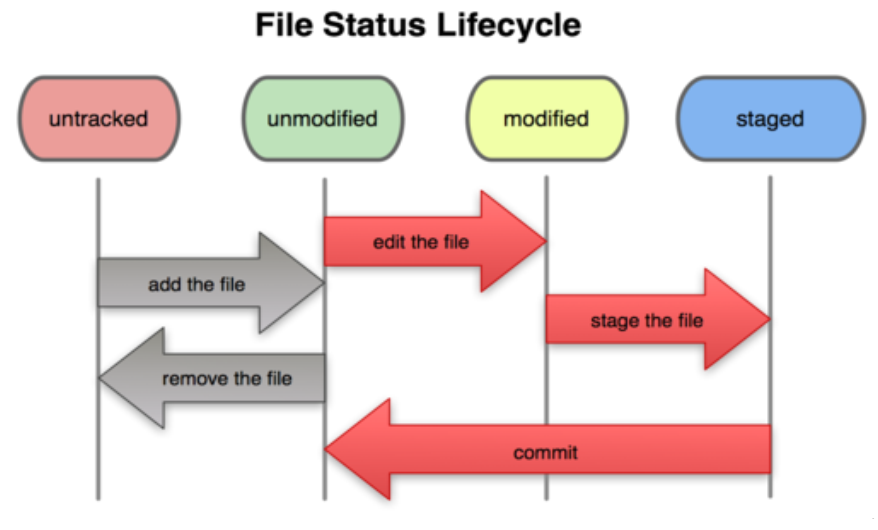 File Status Lifecycle
untracked
unmodified
modified
staged
edit the file
add the file
stage the file
remove the file
commit